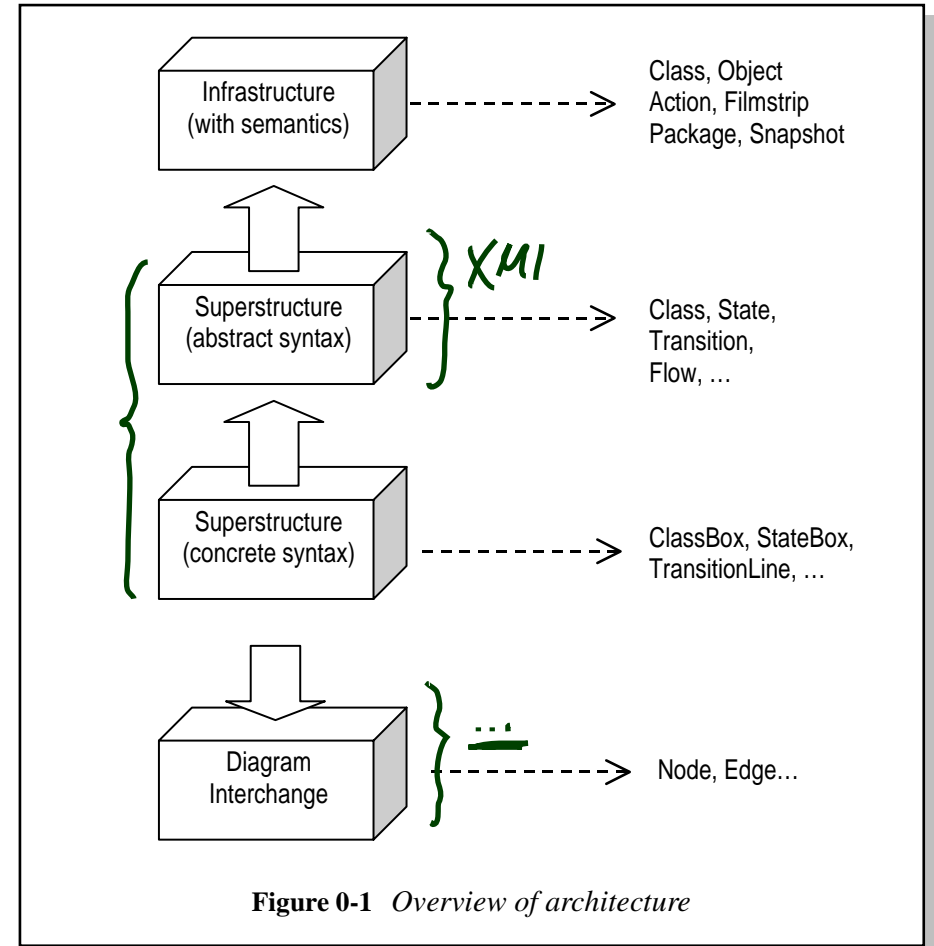 Infrastructure
(with semantics)
Class, Object
Action, Filmstrip
Package, Snapshot
XMI
Superstructure
(abstract syntax)
Class, State,
Transition,
Flow, …
Superstructure
(concrete syntax)
ClassBox, StateBox,
TransitionLine, …
Diagram
Interchange
...
Node, Edge…
Figure 0-1 Overview of architecture